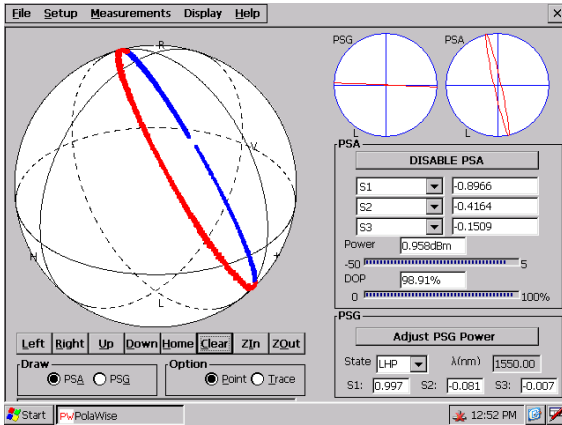 File Setup Measurements Display Help
R
V
H
+
L
PSG
L
PSA
L
PSA
DISABLE PSA
S1 -0.8966
S2 -0.4164
S3 -0.1509
Power 0.958dBm
-50 5
DOP 98.91%
0 100%
Left Right Up Down Home Clear ZIn ZOut
Draw
PSA PSG
Option
Point Trace
PSG
Adjust PSG Power
State LHP λ(nm) 1550.00
S1: 0.997 S2: -0.081 S3: -0.007
Start PW PolaWise 12:52 PM